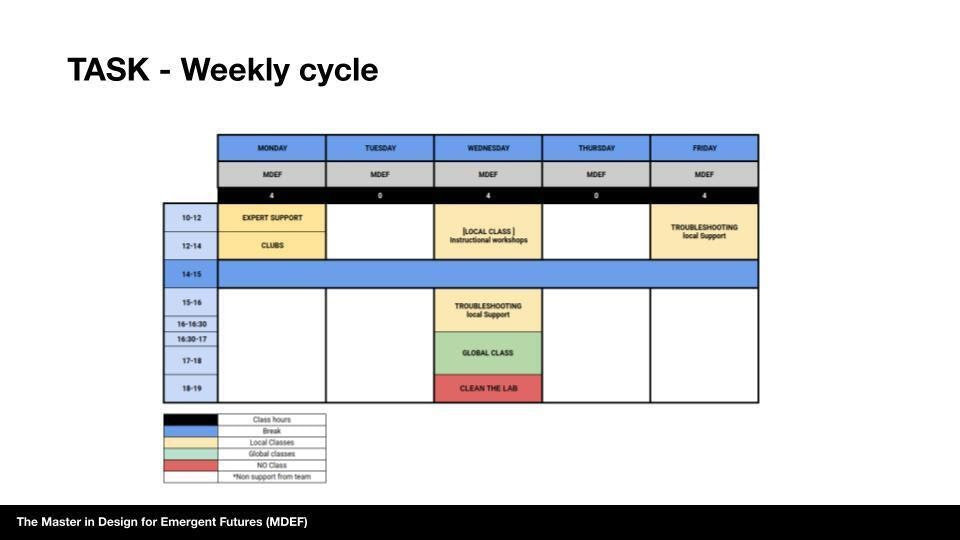 TASK - Weekly cycle
MONDAY TUESDAY WEDNESDAY THURSDAY FRIDAY
MDEF MDEF MDEF MDEF MDEF
4 0 4 0 4
10-12 EXPERT SUPPORT
12-14 CLUBS
[LOCAL CLASS ]
Instructional workshops
TROUBLESHOOTING
local Support
14-15
15-16
TROUBLESHOOTING
local Support
16-16:30
16:30-17
GLOBAL CLASS
17-18
18-19 CLEAN THE LAB
Class hours
Break
Local Classes
Global classes
NO Class
*Non support from team
The Master in Design for Emergent Futures (MDEF)